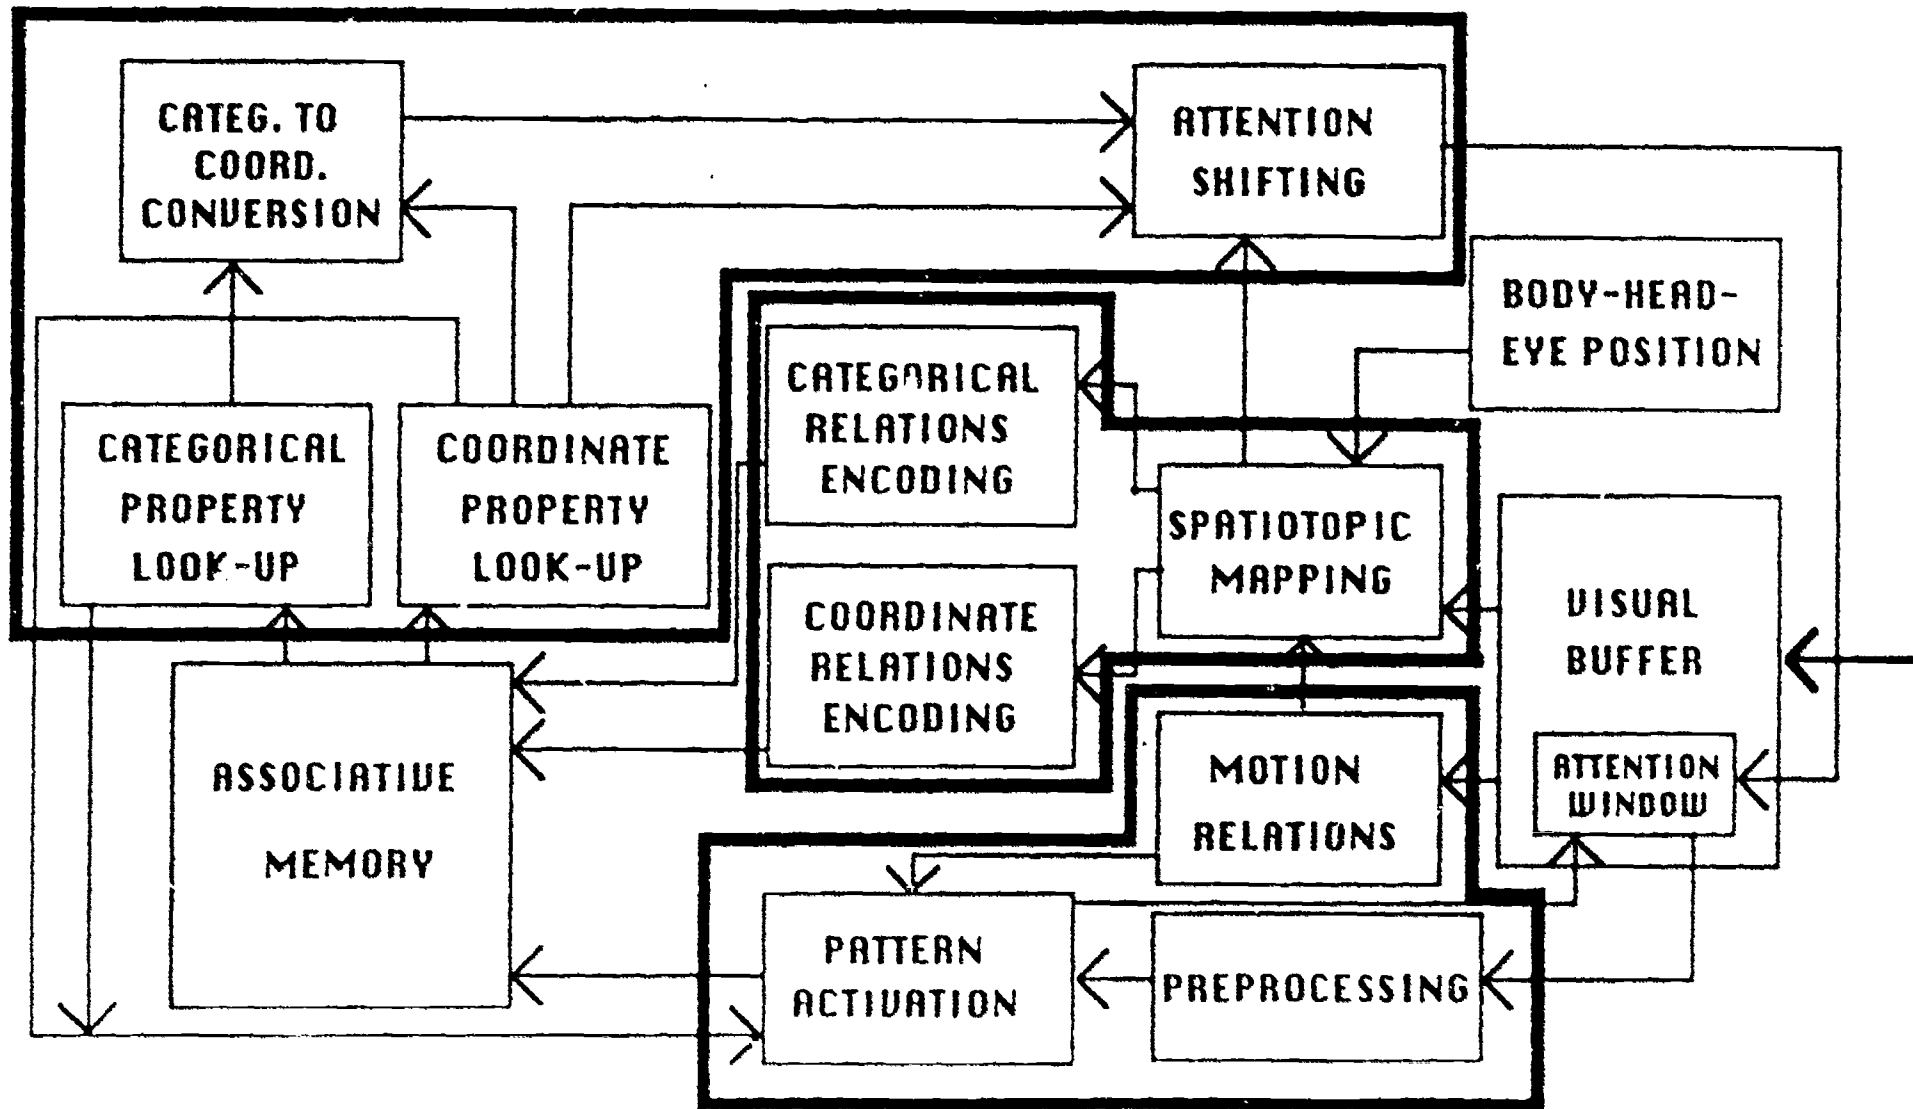 CATEG. TO
COORD.
CONVERSION
ATTENTION
SHIFTING
BODY-HEAD-
EYE POSITION
CATEGORICAL
RELATIONS
ENCODING
CATEGORICAL
PROPERTY
LOOK-UP
COORDINATE
PROPERTY
LOOK-UP
SPATIOTOPIC
MAPPING
VISUAL
BUFFER
COORDINATE
RELATIONS
ENCODING
ASSOCIATIVE
MEMORY
MOTION
RELATIONS
ATTENTION
WINDOW
PATTERN
ACTIVATION
PREPROCESSING